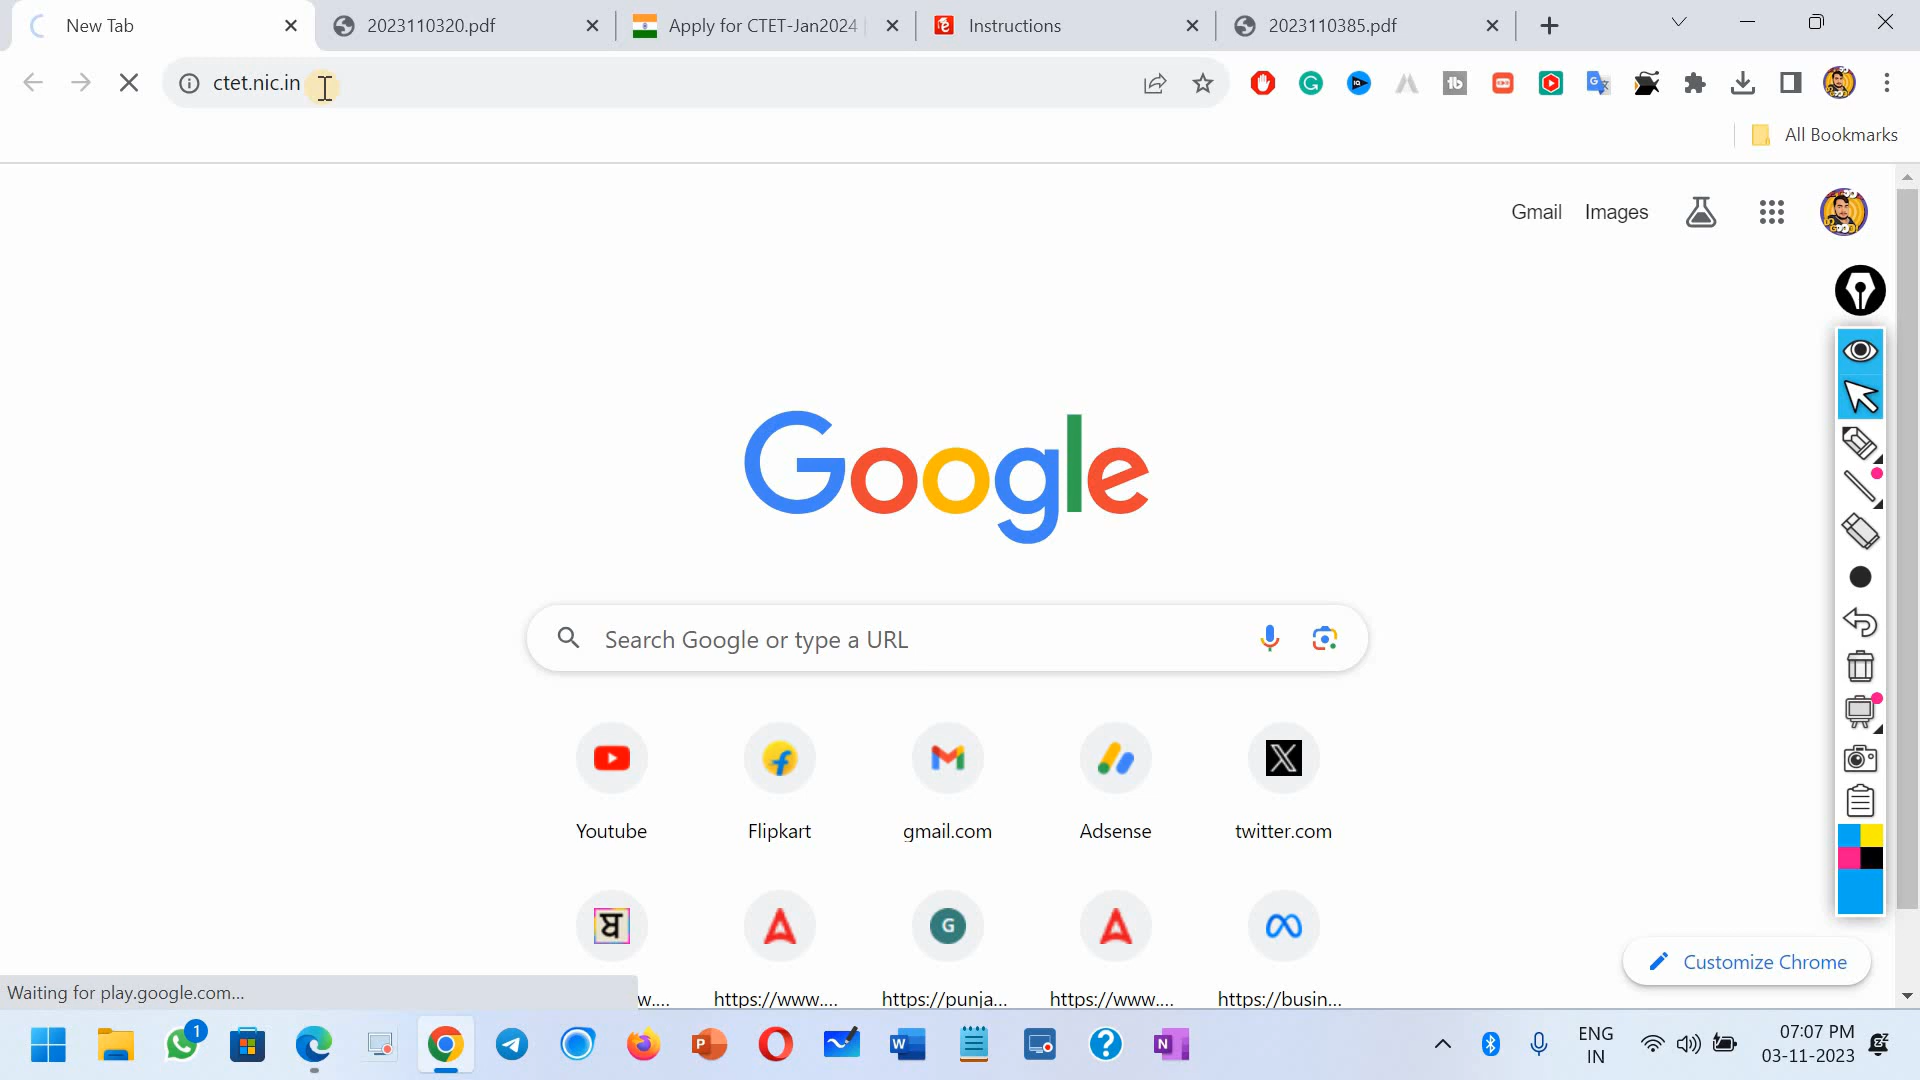 New Tab
2023110320.pdf
Apply for CTET-Jan2024
Instructions
2023110385.pdf
ctet.nic.in
All Bookmarks
Gmail
Images
Google
Search Google or type a URL
Youtube
Flipkart
gmail.com
Adsense
twitter.com
w....
https://www....
https://punja...
https://www....
https://busin...
Customize Chrome
Waiting for play.google.com...
1
ENG
IN
07:07 PM
03-11-2023